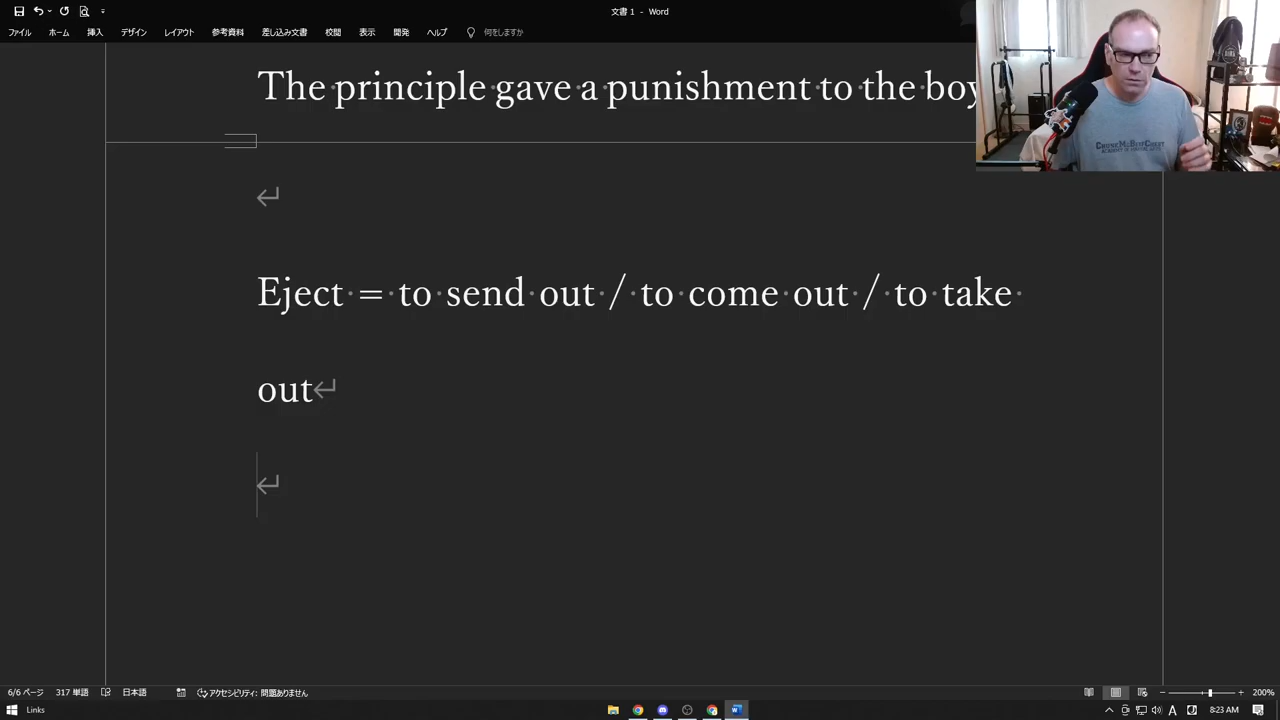 文書 1 - Word
ファイル ホーム 挿入 デザイン レイアウト 参考資料 差し込み文書 校閲 表示 開発 ヘルプ 何をしますか
The principle gave a punishment to the boy
Eject = to send out / to come out / to take
out
6/6 ページ 317 単語 日本語 アクセシビリティ: 問題ありません 200%
Links A 8:23 AM